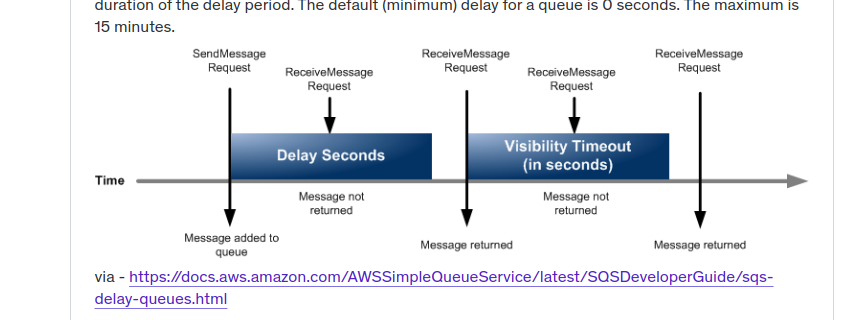 duration of the delay period. The default (minimum) delay for a queue is 0 seconds. The maximum is
15 minutes.
SendMessage
Request
ReceiveMessage
Request
ReceiveMessage
Request
ReceiveMessage
Request
ReceiveMessage
Request
Delay Seconds
Visibility Timeout
(in seconds)
Time
Message not
returned
Message not
returned
Message added to
queue
Message returned
Message returned
via - https://docs.aws.amazon.com/AWSSimpleQueueService/latest/SQSDeveloperGuide/sqs-
delay-queues.html